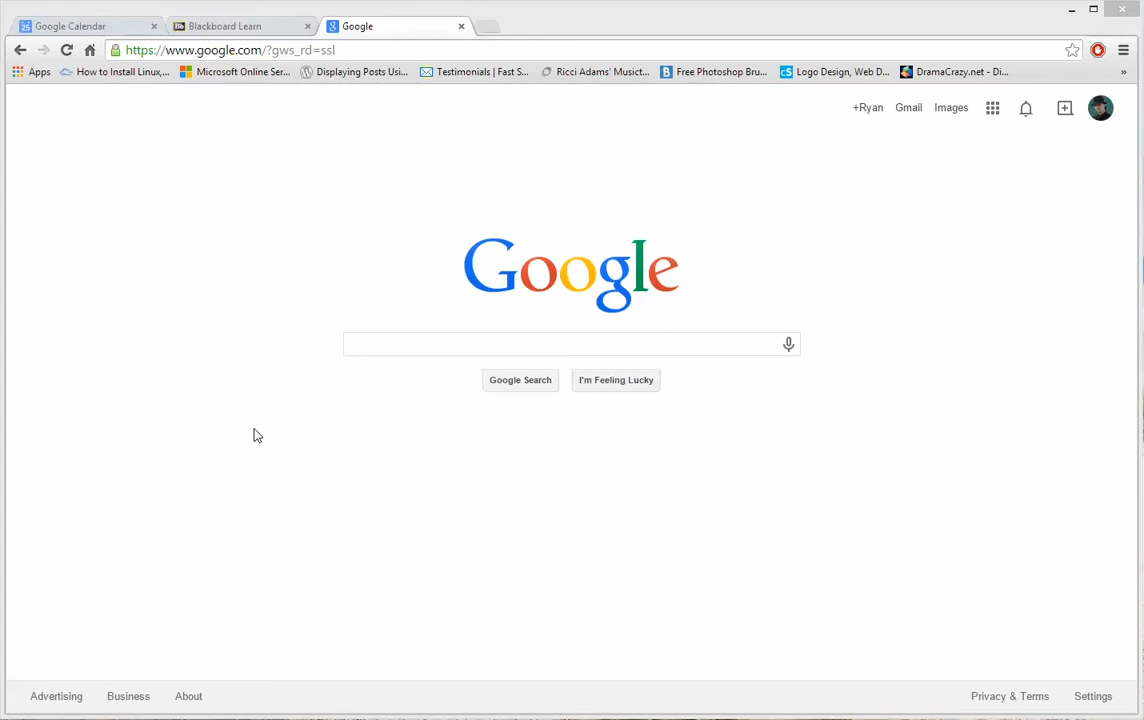 Google Calendar
Blackboard Learn
Google
https://www.google.com/?gws_rd=ssl
Apps
How to Install Linux,...
Microsoft Online Ser...
Displaying Posts Usi...
Testimonials | Fast S...
Ricci Adams' Musict...
Free Photoshop Bru...
Logo Design, Web D...
DramaCrazy.net - Di...
»
+Ryan
Gmail
Images
Google
Google Search
I'm Feeling Lucky
Advertising
Business
About
Privacy & Terms
Settings